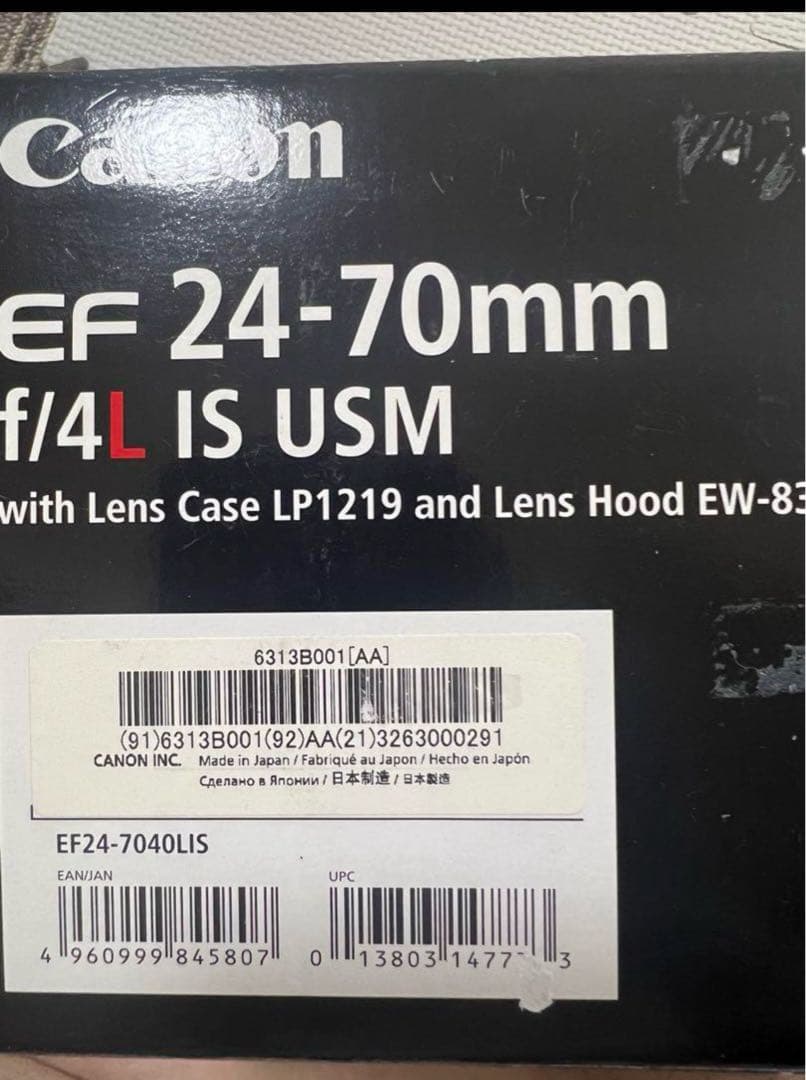 Canon
EF 24-70mm
f/4L IS USM
with Lens Case LP1219 and Lens Hood EW-83
6313B001[AA]
(91)6313B001(92)AA(21)3263000291
CANON INC. Made in Japan / Fabriqué au Japon / Hecho en Japón
Сделано в Японии / 日本制造 / 日本製造
EF24-7040LIS
EAN/JAN
UPC
4 960999 845807
0 13803 1477 3